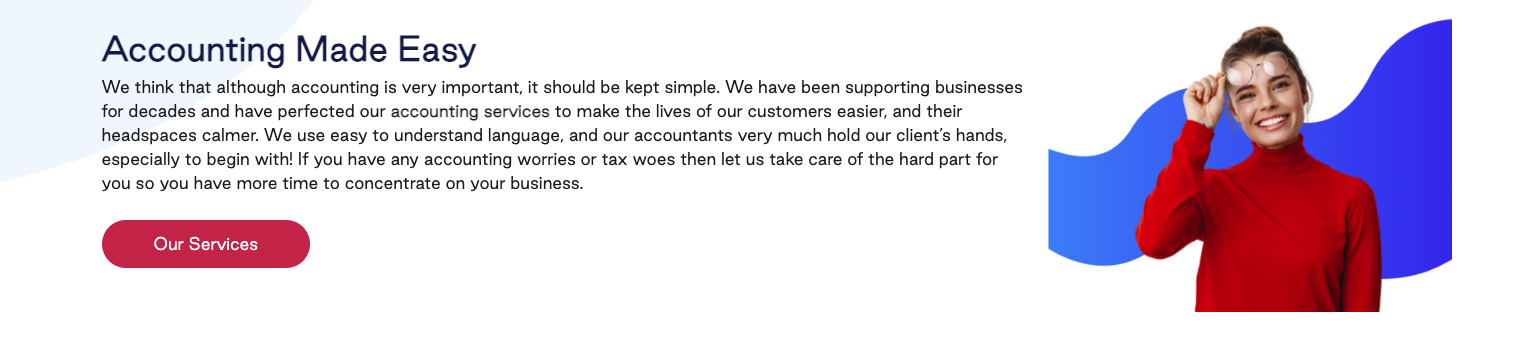 Accounting Made Easy
We think that although accounting is very important, it should be kept simple. We have been supporting businesses
for decades and have perfected our accounting services to make the lives of our customers easier, and their
headspaces calmer. We use easy to understand language, and our accountants very much hold our client’s hands,
especially to begin with! If you have any accounting worries or tax woes then let us take care of the hard part for
you so you have more time to concentrate on your business.
Our Services